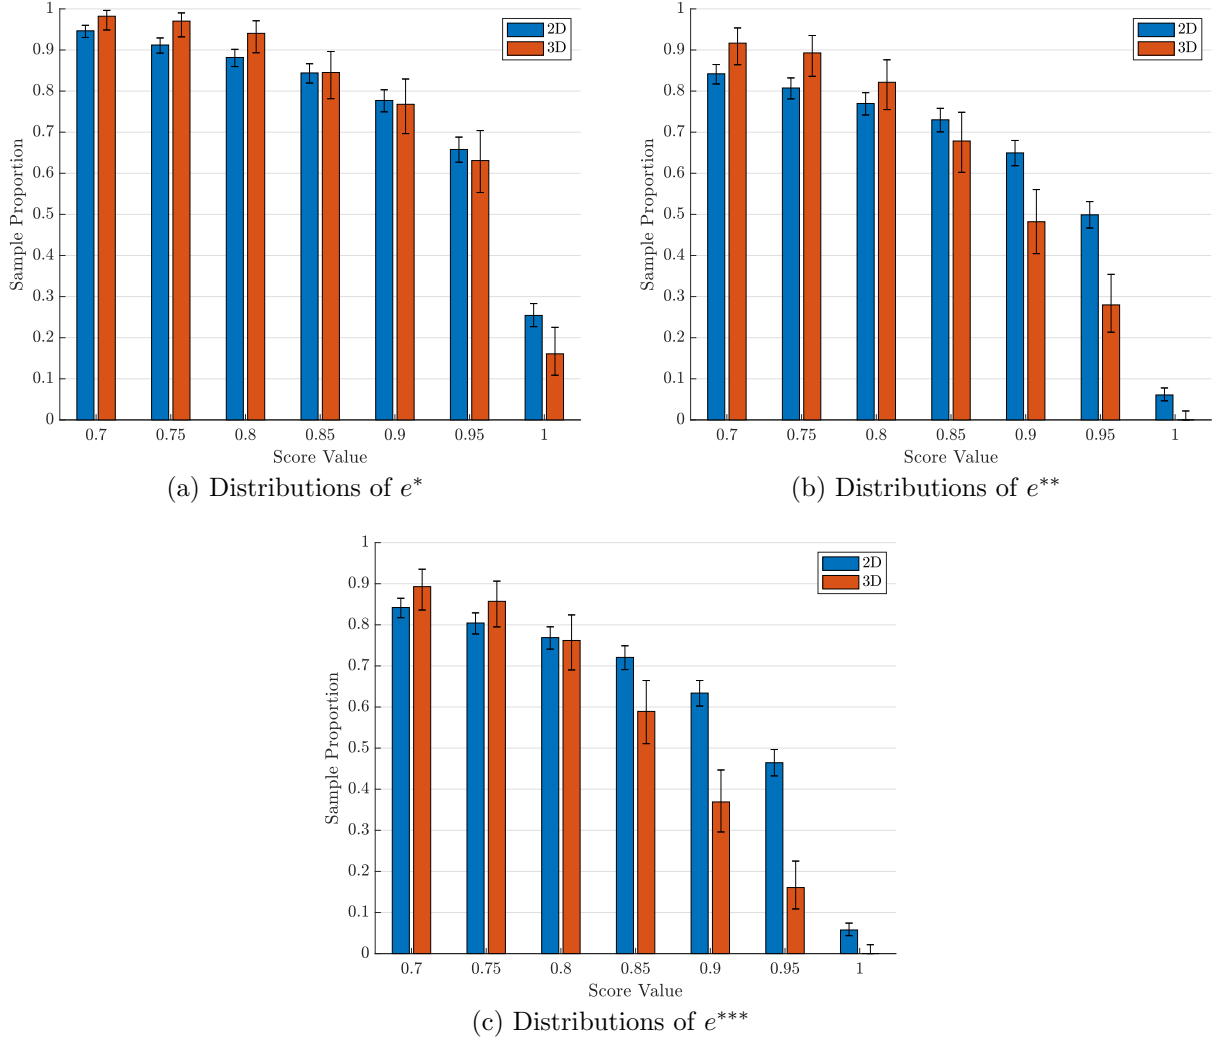 1
0.9
0.8
0.7
0.6
0.5
0.4
0.3
0.2
0.1
0
Sample Proportion
2D
3D
0.7 0.75 0.8 0.85 0.9 0.95 1
Score Value
(a) Distributions of e*
1
0.9
0.8
0.7
0.6
0.5
0.4
0.3
0.2
0.1
0
Sample Proportion
2D
3D
0.7 0.75 0.8 0.85 0.9 0.95 1
Score Value
(b) Distributions of e**
1
0.9
0.8
0.7
0.6
0.5
0.4
0.3
0.2
0.1
0
Sample Proportion
2D
3D
0.7 0.75 0.8 0.85 0.9 0.95 1
Score Value
(c) Distributions of e***